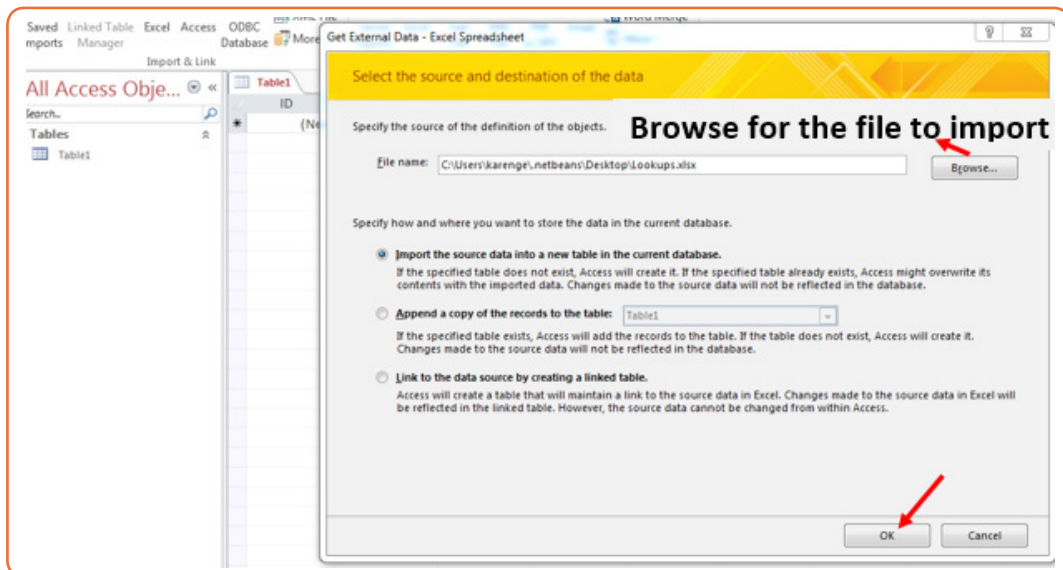 Saved Linked Table Excel Access ODBC
mports Manager Database More
Import & Link
All Access Obje... «
Search...
Tables
Table1
Table1
ID
(Ne
Word Merge
Get External Data - Excel Spreadsheet
Select the source and destination of the data
Specify the source of the definition of the objects.
Browse for the file to import
File name: C:\Users\karenge\.netbeans\Desktop\Lookups.xlsx Browse...
Specify how and where you want to store the data in the current database.
Import the source data into a new table in the current database.
If the specified table does not exist, Access will create it. If the specified table already exists, Access might overwrite its
contents with the imported data. Changes made to the source data will not be reflected in the database.
Append a copy of the records to the table: Table1
If the specified table exists, Access will add the records to the table. If the table does not exist, Access will create it.
Changes made to the source data will not be reflected in the database.
Link to the data source by creating a linked table.
Access will create a table that will maintain a link to the source data in Excel. Changes made to the source data in Excel will
be reflected in the linked table. However, the source data cannot be changed from within Access.
OK Cancel